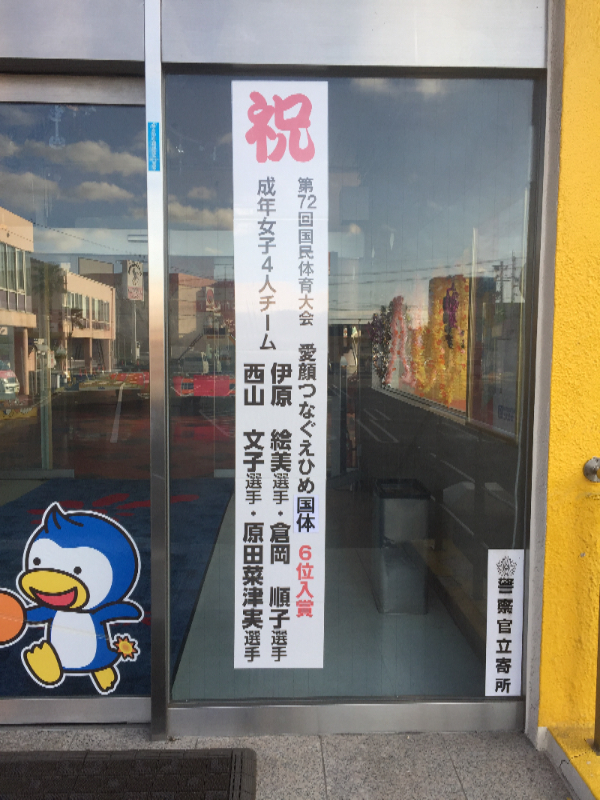 祝
第72回国民体育大会 愛顔つなぐえひめ国体 6位入賞
成年女子4人チーム
伊原 絵美選手・倉岡 順子選手
西山 文子選手・原田菜津実選手
警察官立寄所